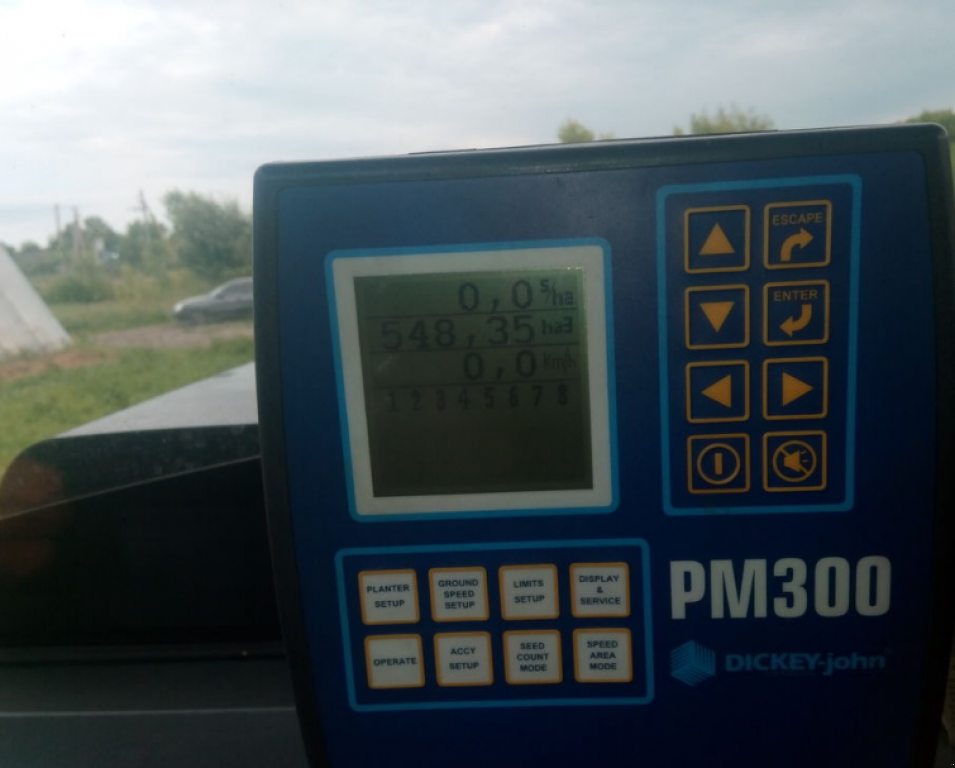 0,0 s/ha
548,35 ha3
0,0 Kmh
1 2 3 4 5 6 7 8
ESCAPE
ENTER
PLANTER
SETUP
GROUND
SPEED
SETUP
LIMITS
SETUP
DISPLAY
&
SERVICE
OPERATE
ACCY
SETUP
SEED
COUNT
MODE
SPEED
AREA
MODE
PM300
DICKEY-john